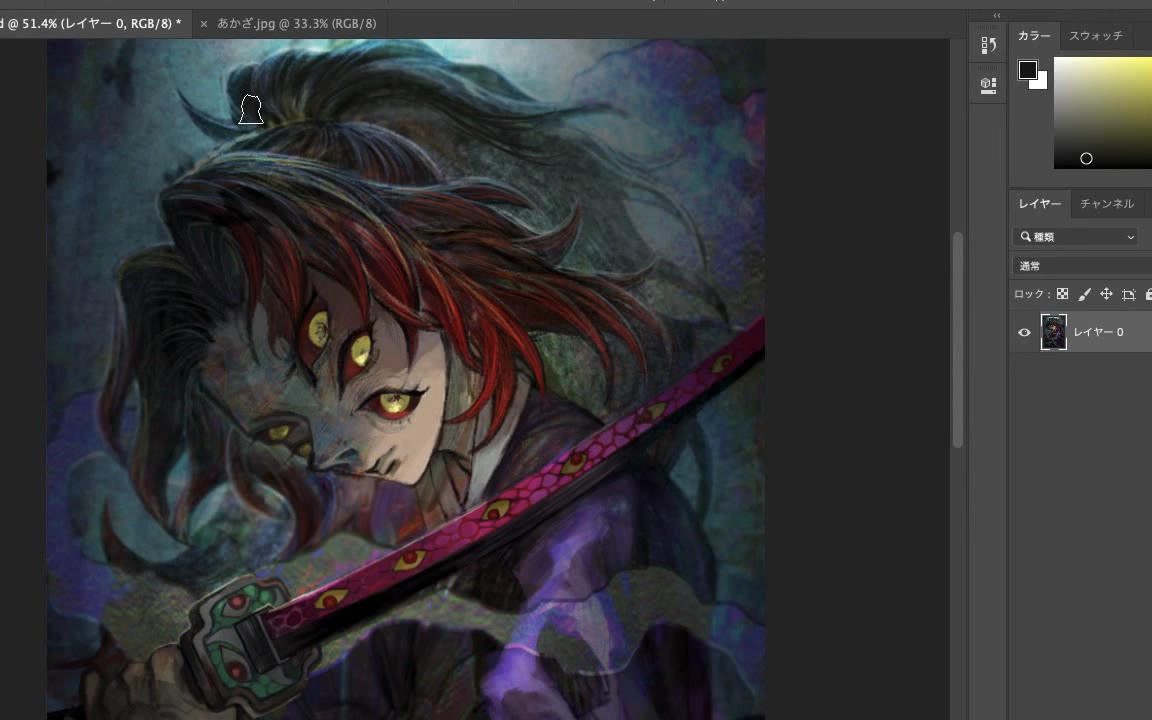 d @ 51.4% (レイヤー 0, RGB/8) *
× あかざ.jpg @ 33.3% (RGB/8)
カラー スウォッチ
レイヤー チャンネル
種類
通常
ロック :
レイヤー 0